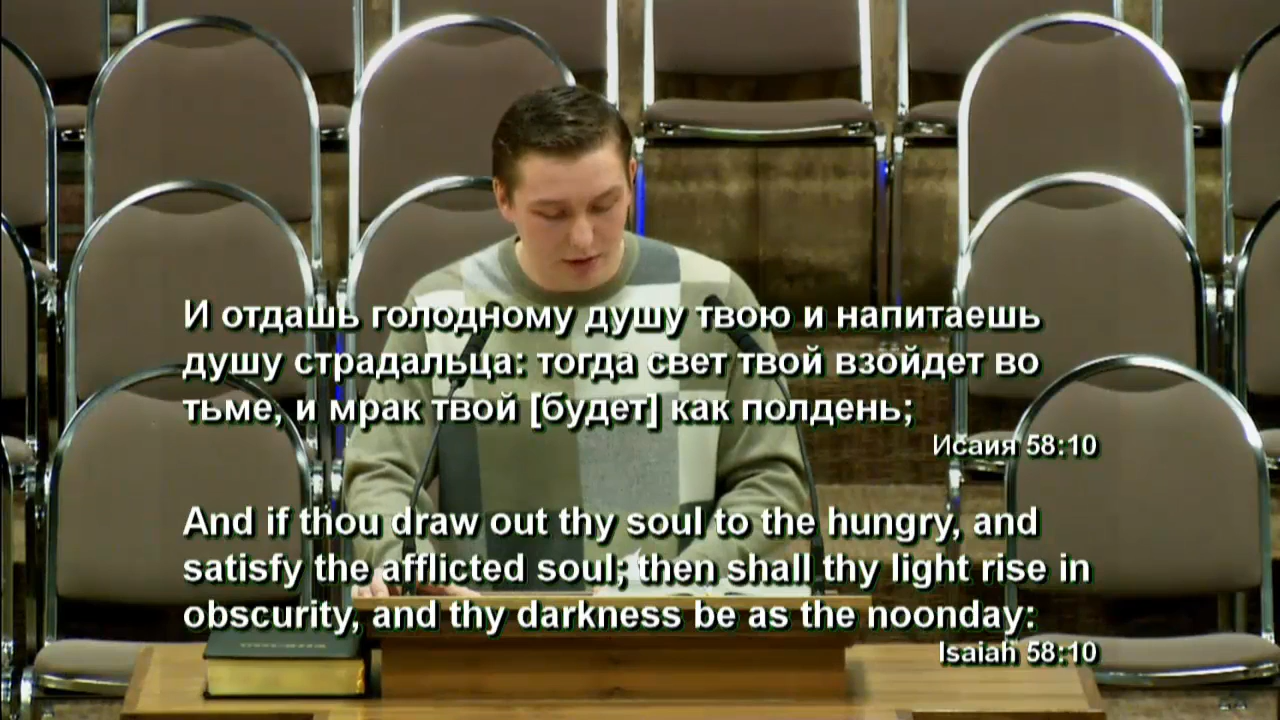 И отдашь голодному душу твою и напитаешь
душу страдальца: тогда свет твой взойдет во
тьме, и мрак твой [будет] как полдень;
Исаия 58:10
And if thou draw out thy soul to the hungry, and
satisfy the afflicted soul; then shall thy light rise in
obscurity, and thy darkness be as the noonday:
Isaiah 58:10